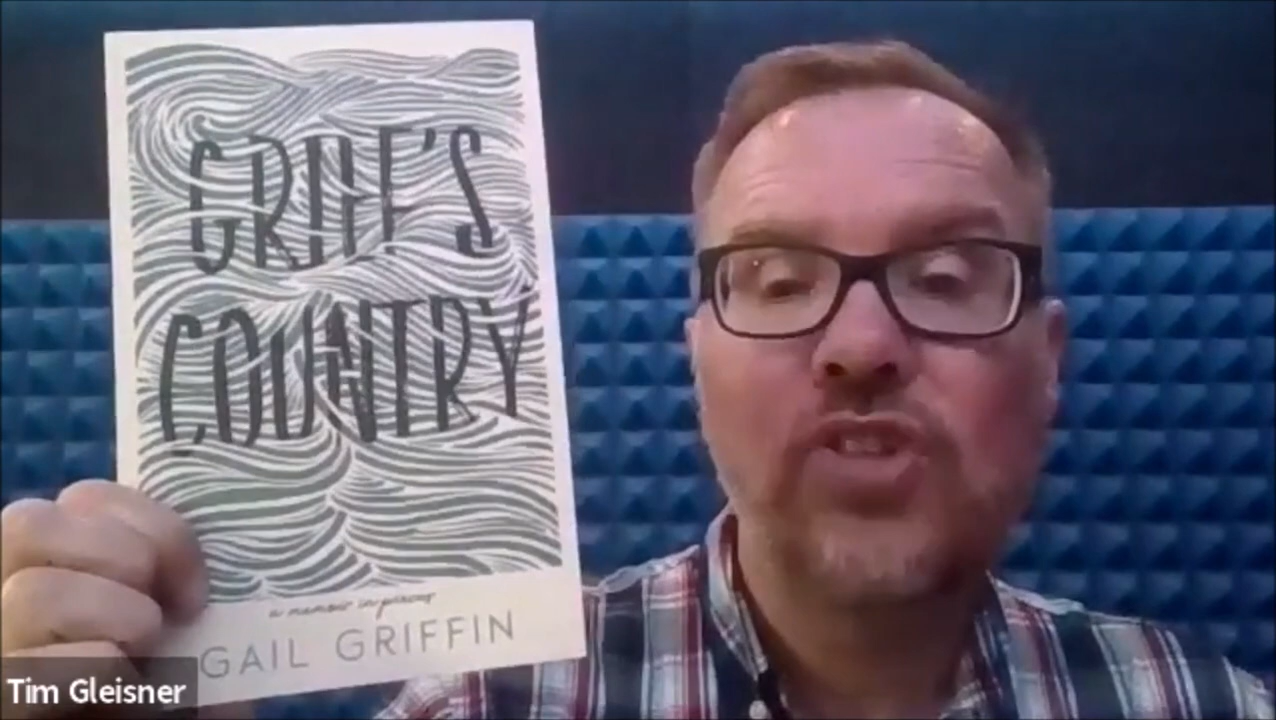 GRIEF'S
COUNTRY
a memoir in pieces
GAIL GRIFFIN
Tim Gleisner